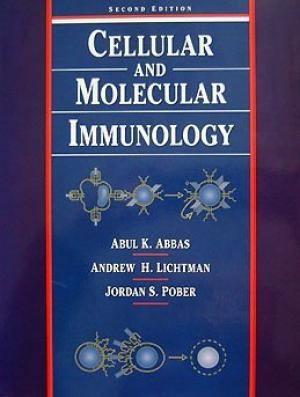 SECOND EDITION
CELLULAR
AND
MOLECULAR
IMMUNOLOGY
ABUL K. ABBAS
ANDREW H. LICHTMAN
JORDAN S. POBER